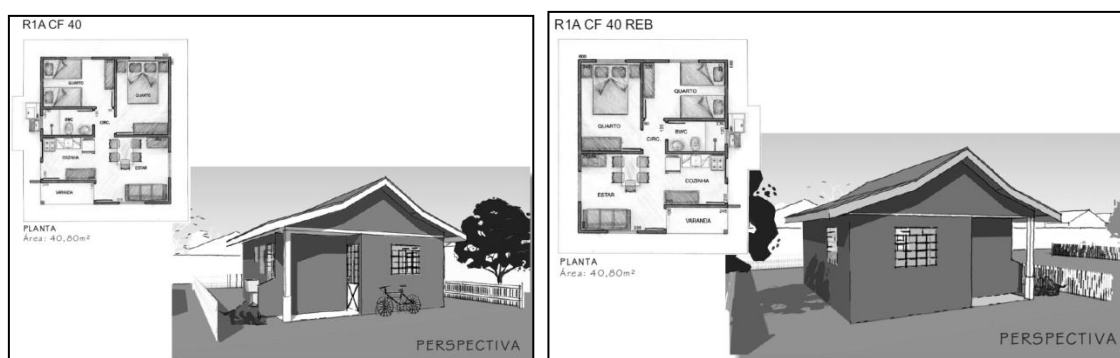 R1A CF 40
QUARTO
QUARTO
BWC
CIRC.
COZINHA
ESTAR
VARANDA
PLANTA
Área: 40,80m²
PERSPECTIVA
R1A CF 40 REB
QUARTO
QUARTO
CIRC.
BWC
ESTAR
COZINHA
VARANDA
PLANTA
Área: 40,80m²
PERSPECTIVA